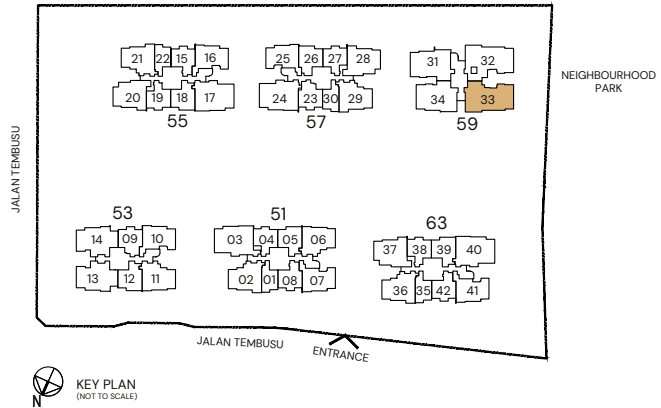 31 32
21 22 15 16 25 26 27 28
NEIGHBOURHOOD
PARK
20 19 18 17 24 23 30 29 34 33
55 57 59
JALAN TEMBUSU
53 51 63
14 09 10 03 04 05 06 37 38 39 40
13 12 11 02 01 08 07 36 35 42 41
JALAN TEMBUSU
ENTRANCE
KEY PLAN
(NOT TO SCALE)
N